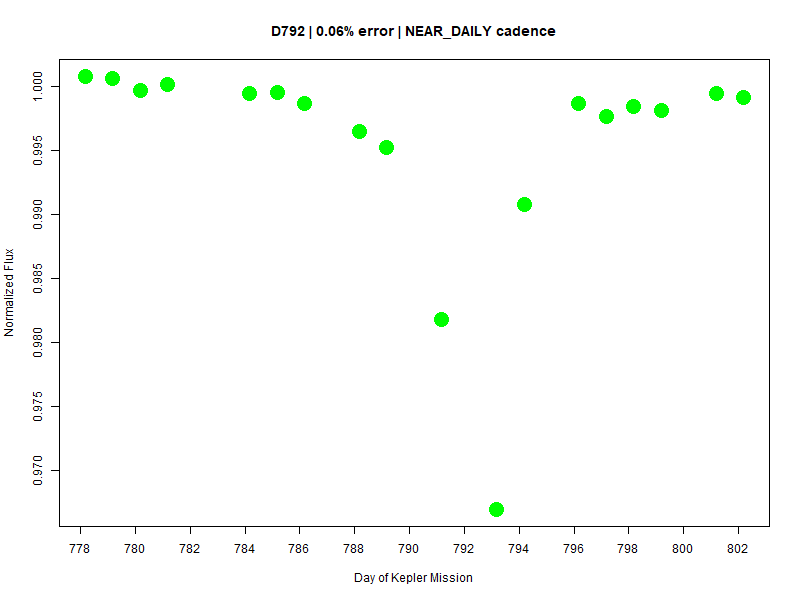 D792 | 0.06% error | NEAR_DAILY cadence
1.000
0.995
0.990
0.985
0.980
0.975
0.970
Normalized Flux
778 780 782 784 786 788 790 792 794 796 798 800 802
Day of Kepler Mission